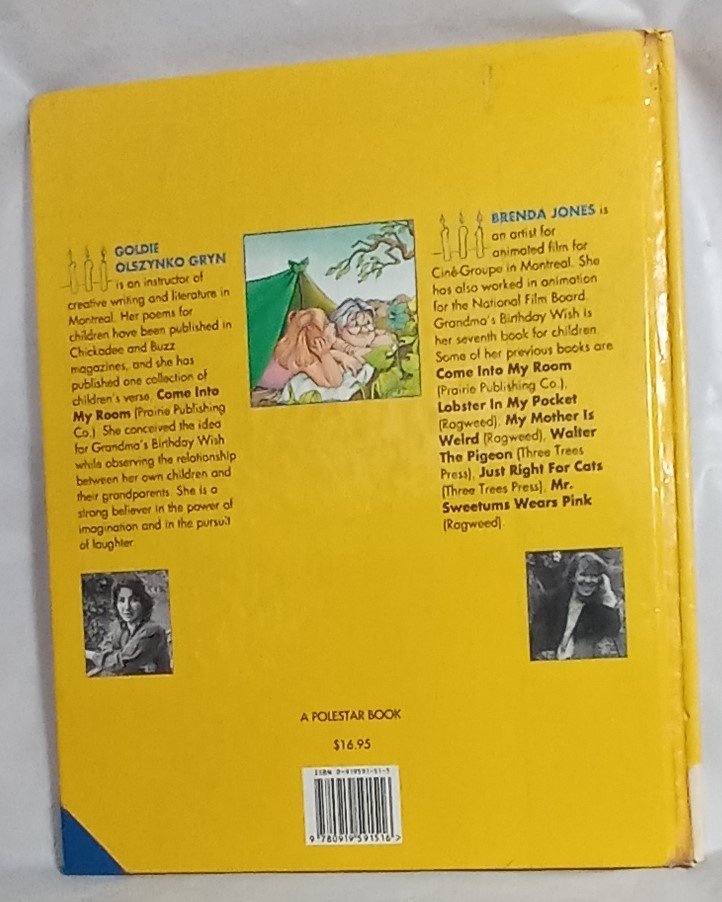 GOLDIE
OLSZYNKO GRYN
is an instructor of
creative writing and literature in
Montreal. Her poems for
children have been published in
Chickadee and Buzz
magazines, and she has
published one collection of
children's verse, Come Into
My Room (Prairie Publishing
Co.). She conceived the idea
for Grandma's Birthday Wish
while observing the relationship
between her own children and
their grandparents. She is a
strong believer in the power of
imagination and in the pursuit
of laughter.
BRENDA JONES is
an artist for
animated film for
Ciné-Groupe in Montreal. She
has also worked in animation
for the National Film Board.
Grandma's Birthday Wish is
her seventh book for children.
Some of her previous books are
Come Into My Room
(Prairie Publishing Co.),
Lobster In My Pocket
(Ragweed), My Mother Is
Weird (Ragweed), Walter
The Pigeon (Three Trees
Press), Just Right For Cats
(Three Trees Press), Mr.
Sweetums Wears Pink
(Ragweed).
A POLESTAR BOOK
$16.95
ISBN 0-919591-51-5
9 780919 591516 >